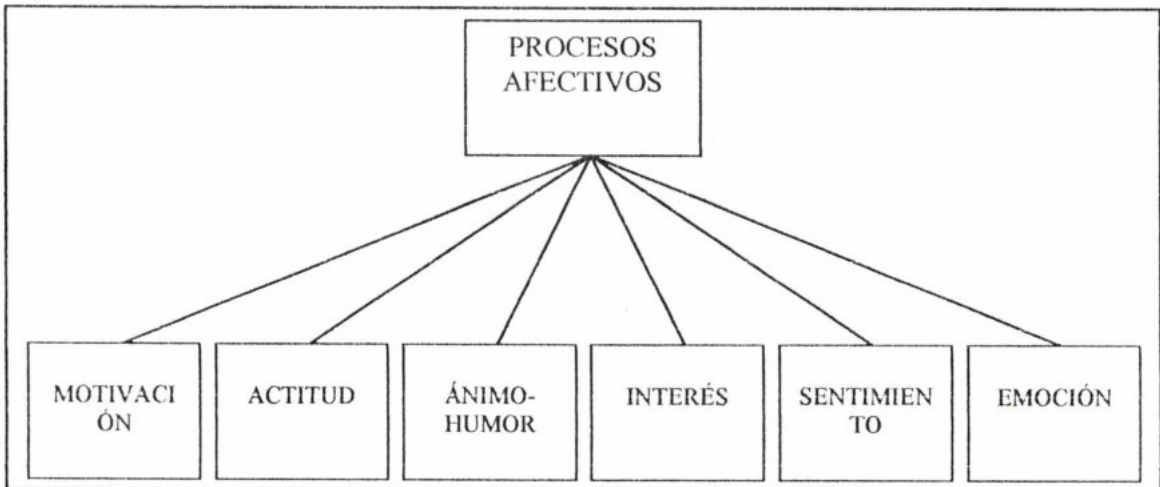 PROCESOS
AFECTIVOS
MOTIVACI
ÓN
ACTITUD
ÁNIMO-
HUMOR
INTERÉS
SENTIMIEN
TO
EMOCIÓN